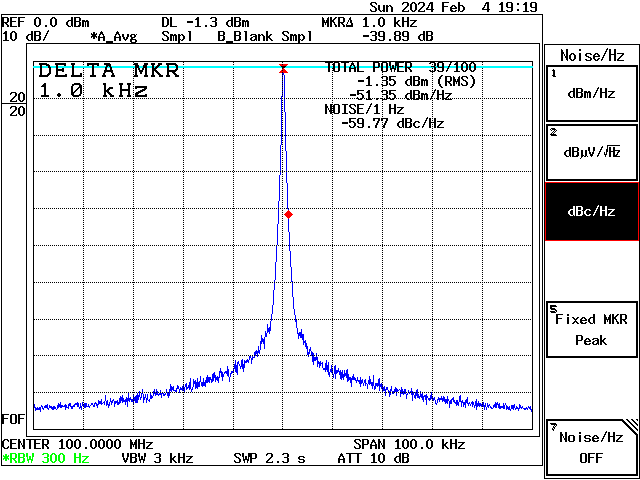 Sun 2024 Feb 4 19:19
REF 0.0 dBm DL -1.3 dBm MKRΔ 1.0 kHz
10 dB/ *A_Avg Smpl B_Blank Smpl -39.89 dB
DELTA MKR
1.0 kHz
TOTAL POWER 39/100
-1.35 dBm (RMS)
-51.35 dBm/Hz
NOISE/1 Hz
-59.77 dBc/Hz
20
20
FOF
CENTER 100.0000 MHz SPAN 100.0 kHz
*RBW 300 Hz VBW 3 kHz SWP 2.3 s ATT 10 dB
Noise/Hz
1
dBm/Hz
2
dBμV/√Hz
dBc/Hz
5
Fixed MKR
Peak
7
Noise/Hz
OFF